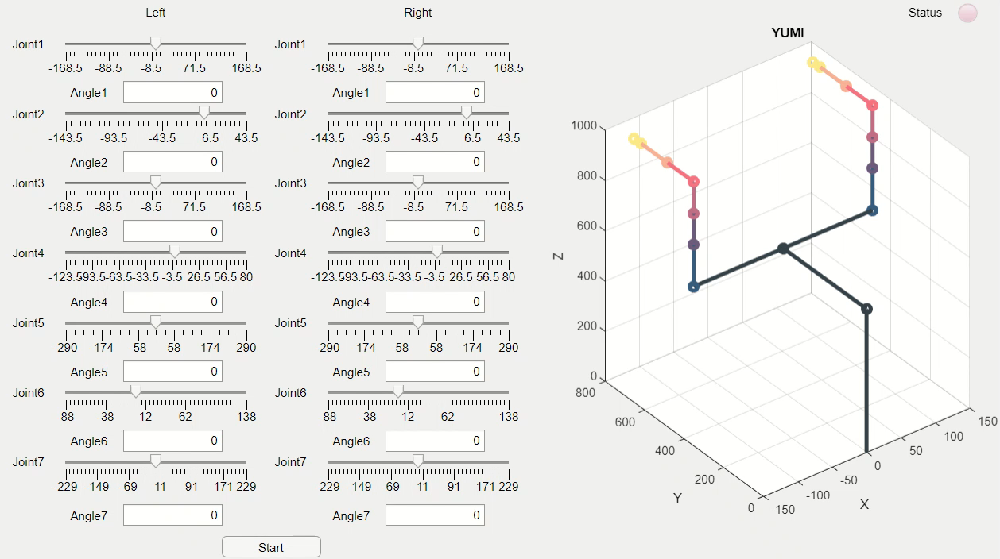 Left Right Status
YUMI
Joint1 Joint1
-168.5 -88.5 -8.5 71.5 168.5 -168.5 -88.5 -8.5 71.5 168.5
Angle1 0 Angle1 0
Joint2 Joint2
-143.5 -93.5 -43.5 6.5 43.5 -143.5 -93.5 -43.5 6.5 43.5
Angle2 0 Angle2 0
Joint3 Joint3
-168.5 -88.5 -8.5 71.5 168.5 -168.5 -88.5 -8.5 71.5 168.5
Angle3 0 Angle3 0
Joint4 Joint4
-123.5 -93.5 -63.5 -33.5 -3.5 26.5 56.5 80 -123.5 -93.5 -63.5 -33.5 -3.5 26.5 56.5 80
Angle4 0 Angle4 0
Joint5 Joint5
-290 -174 -58 58 174 290 -290 -174 -58 58 174 290
Angle5 0 Angle5 0
Joint6 Joint6
-88 -38 12 62 138 -88 -38 12 62 138
Angle6 0 Angle6 0
Joint7 Joint7
-229 -149 -69 11 91 171 229 -229 -149 -69 11 91 171 229
Angle7 0 Angle7 0
Start
1000
800
600
Z
400
200
0
800
600
400
200
0
Y
-150
-100
-50
0
50
100
150
X